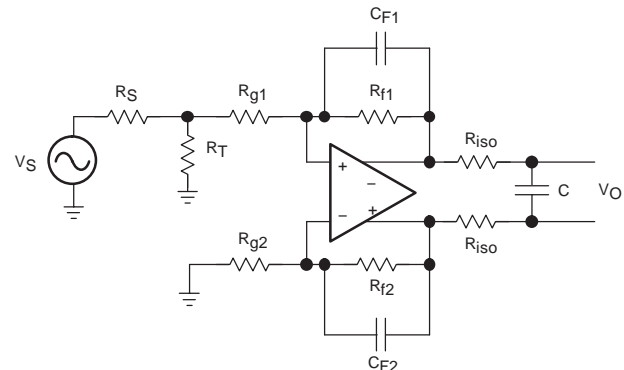 CF1
RS
Rg1
Rf1
VS
RT
Riso
+
−
C
VO
−
+
Rg2
Riso
Rf2
CF2